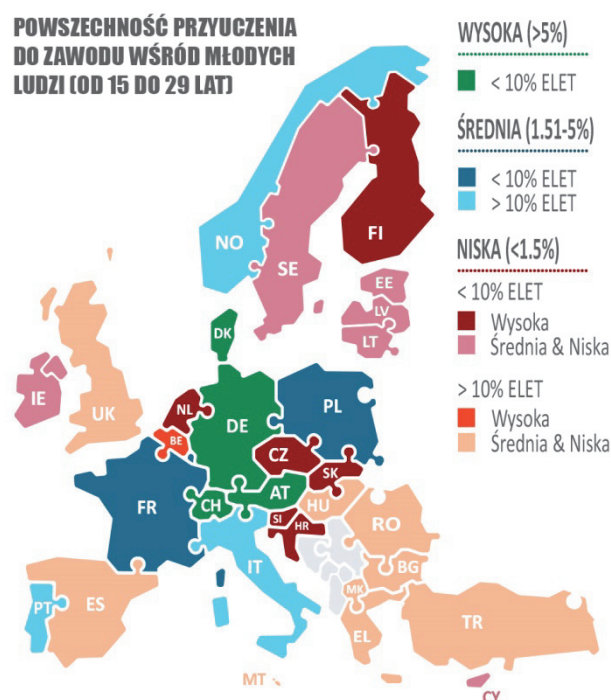 POWSZECHNOŚĆ PRZYUCZENIA
DO ZAWODU WŚRÓD MŁODYCH
LUDZI (OD 15 DO 29 LAT)
WYSOKA (>5%)
< 10% ELET
ŚREDNIA (1.51-5%)
< 10% ELET
> 10% ELET
NISKA (<1.5%)
< 10% ELET
Wysoka
Średnia & Niska
> 10% ELET
Wysoka
Średnia & Niska
NO
SE
FI
EE
LV
LT
DK
IE
UK
NL
BE
DE
PL
CZ
SK
FR
CH
AT
HU
SI
HR
RO
IT
BG
PT
ES
MK
EL
TR
MT
CY